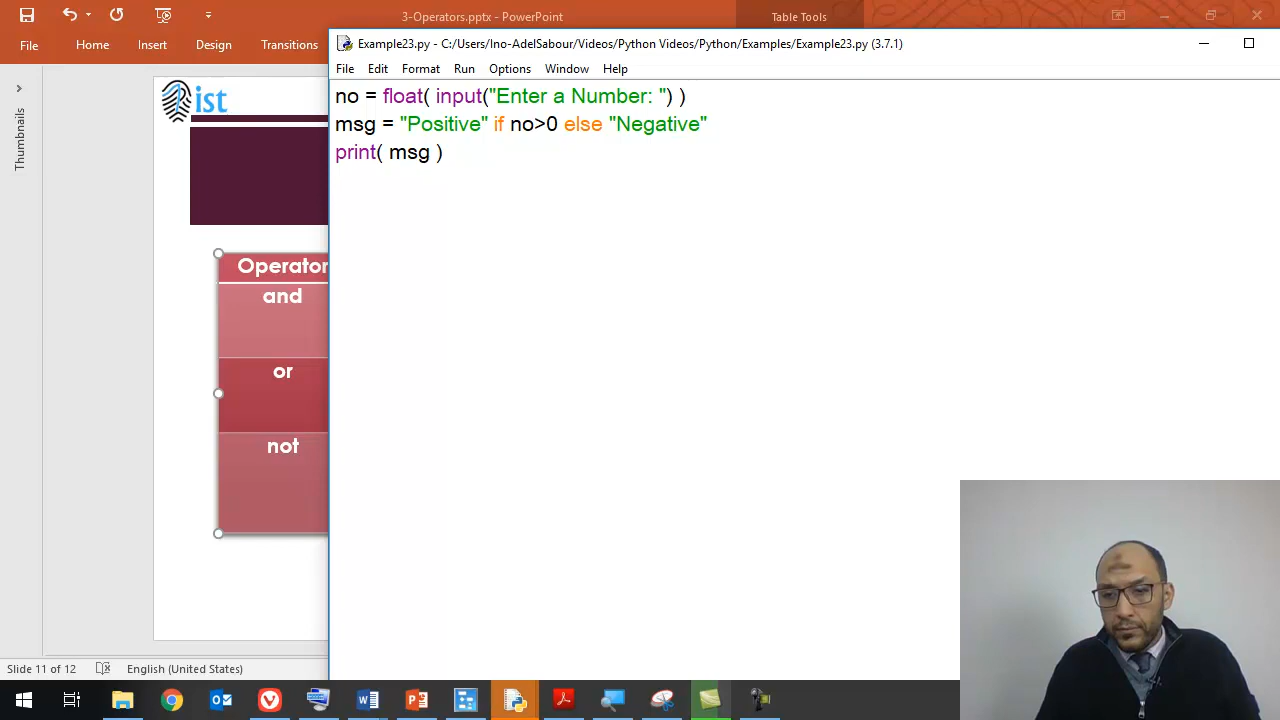 3-Operators.pptx - PowerPoint
Table Tools
File Home Insert Design Transitions
Example23.py - C:/Users/Ino-AdelSabour/Videos/Python Videos/Python/Examples/Example23.py (3.7.1)
File Edit Format Run Options Window Help
no = float( input("Enter a Number: ") )
msg = "Positive" if no>0 else "Negative"
print( msg )
Thumbnails
ist
Operator
and
or
not
Slide 11 of 12 English (United States)